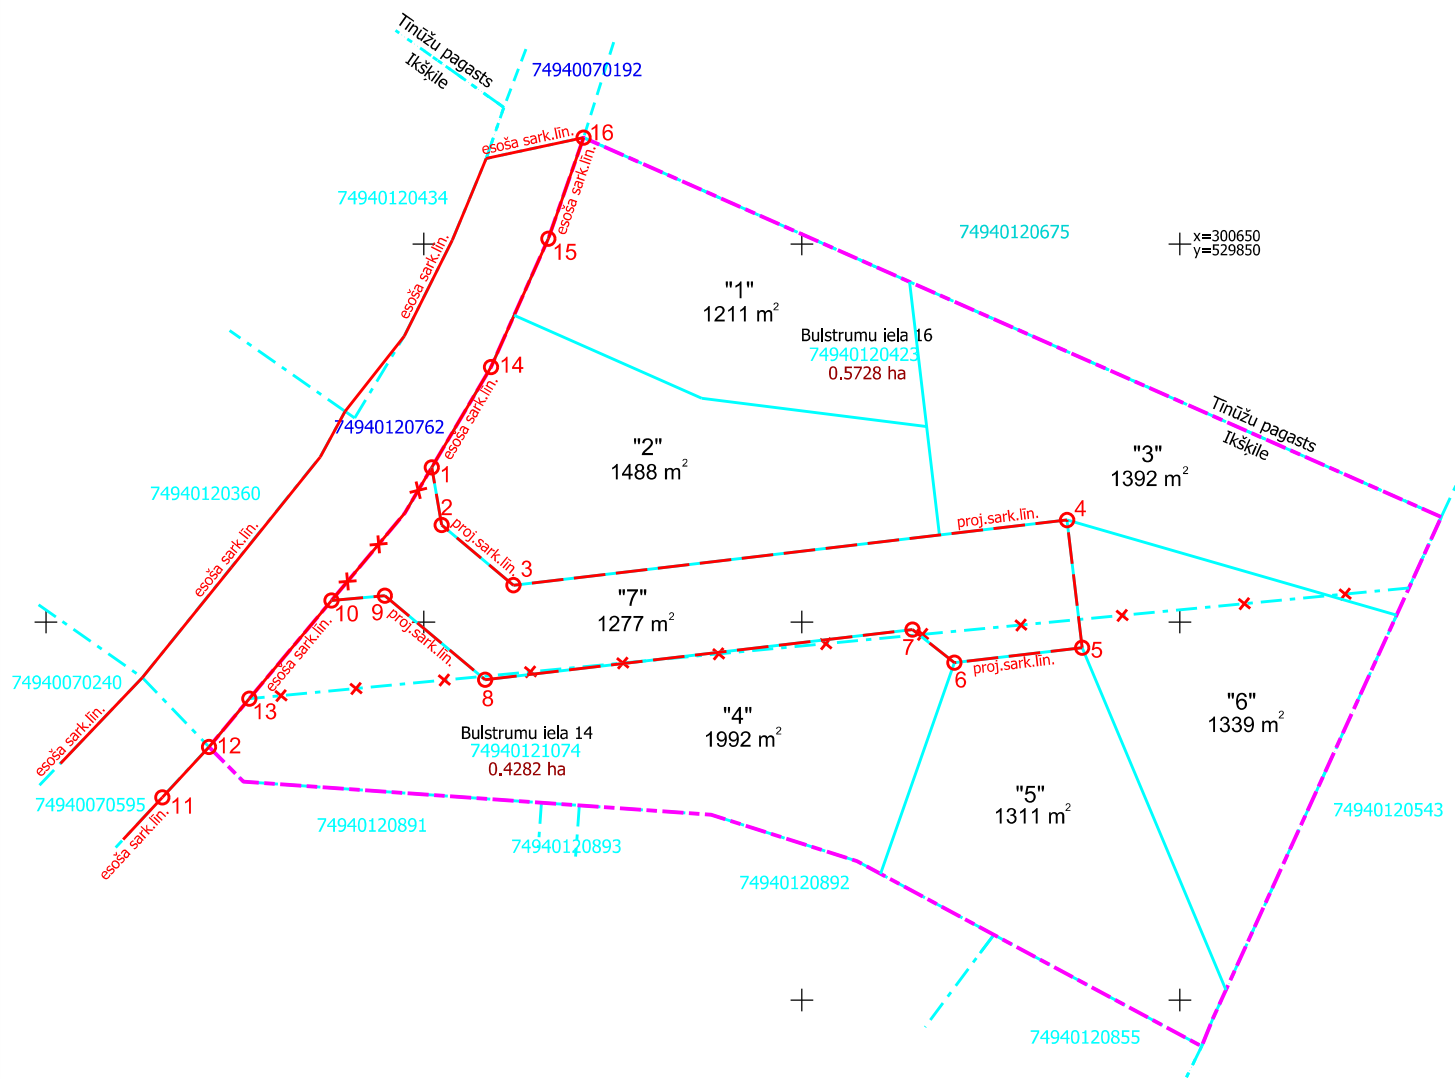 Tīnūžu pagasts
Ikšķile
74940070192
esoša sark.līn.
16
esoša sark.līn.
74940120434
15
74940120675
x=300650
y=529850
esoša sark.līn.
"1"
1211 m²
Bulstrumu iela 16
74940120423
0.5728 ha
14
esoša sark.līn.
74940120762
Tīnūžu pagasts
Ikšķile
"2"
1488 m²
"3"
1392 m²
1
74940120360
2
proj.sark.līn.
proj.sark.līn.
4
esoša sark.līn.
3
10
9
"7"
1277 m²
proj.sark.līn.
7
5
6
proj.sark.līn.
esoša sark.līn.
74940070240
8
13
"6"
1339 m²
"4"
1992 m²
Bulstrumu iela 14
74940121074
0.4282 ha
esoša sark.līn.
12
"5"
1311 m²
74940070595
11
74940120891
74940120893
74940120543
esoša sark.līn.
74940120892
74940120855